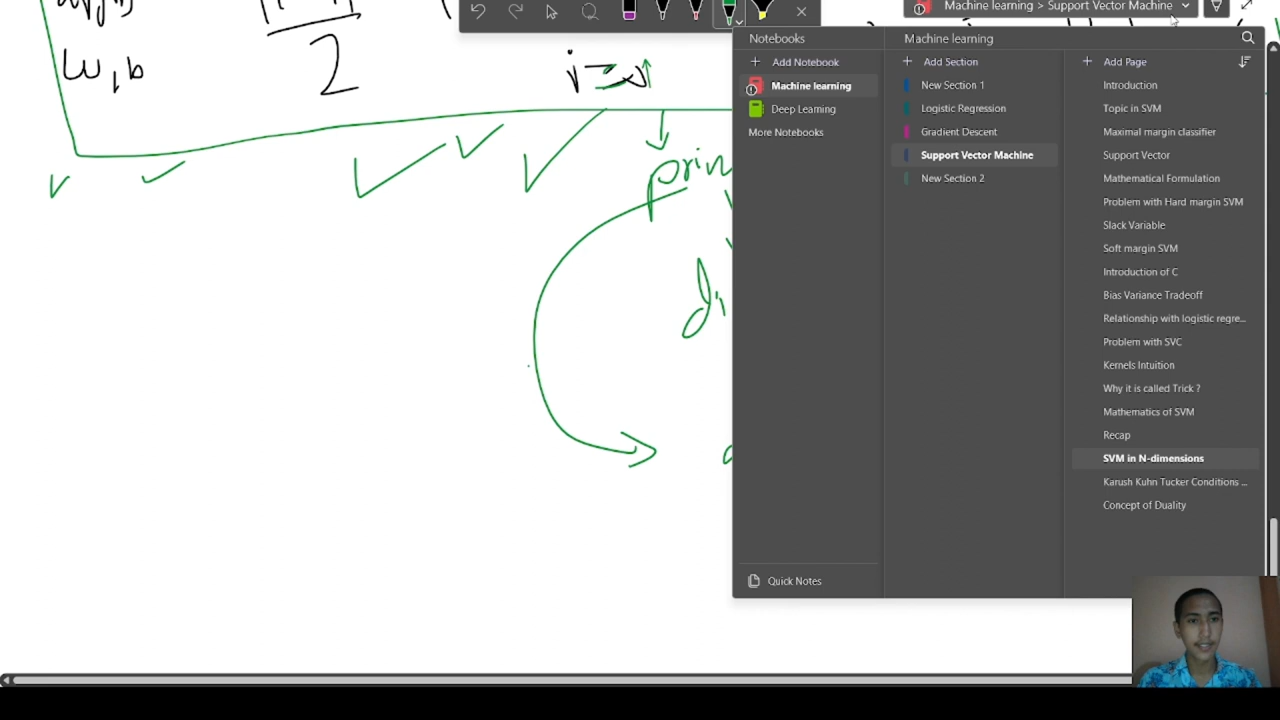 Machine learning > Support Vector Machine
Notebooks
Machine learning
Add Notebook
Add Section
Add Page
Machine learning
New Section 1
Introduction
Deep Learning
Logistic Regression
Topic in SVM
More Notebooks
Gradient Descent
Maximal margin classifier
Support Vector Machine
Support Vector
New Section 2
Mathematical Formulation
Problem with Hard margin SVM
Slack Variable
Soft margin SVM
Introduction of C
Bias Variance Tradeoff
Relationship with logistic regre...
Problem with SVC
Kernels Intuition
Why it is called Trick ?
Mathematics of SVM
Recap
SVM in N-dimensions
Karush Kuhn Tucker Conditions ...
Concept of Duality
Quick Notes
w,b
2
prin
di